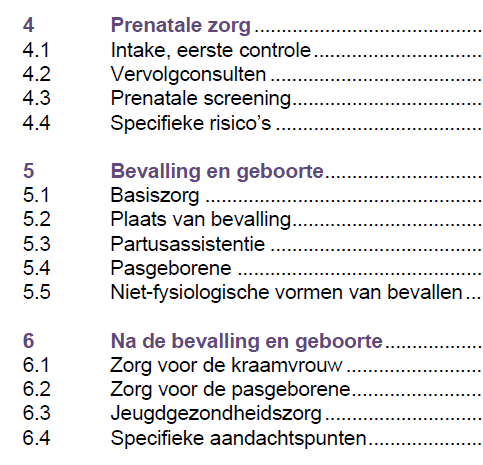 4 Prenatale zorg ........................................
4.1 Intake, eerste controle..............................
4.2 Vervolgconsulten .....................................
4.3 Prenatale screening.................................
4.4 Specifieke risico's ....................................
5 Bevalling en geboorte...........................
5.1 Basiszorg ................................................
5.2 Plaats van bevalling.................................
5.3 Partusassistentie .....................................
5.4 Pasgeborene ...........................................
5.5 Niet-fysiologische vormen van bevallen ...
6 Na de bevalling en geboorte.................
6.1 Zorg voor de kraamvrouw ........................
6.2 Zorg voor de pasgeborene.......................
6.3 Jeugdgezondheidszorg ............................
6.4 Specifieke aandachtspunten....................